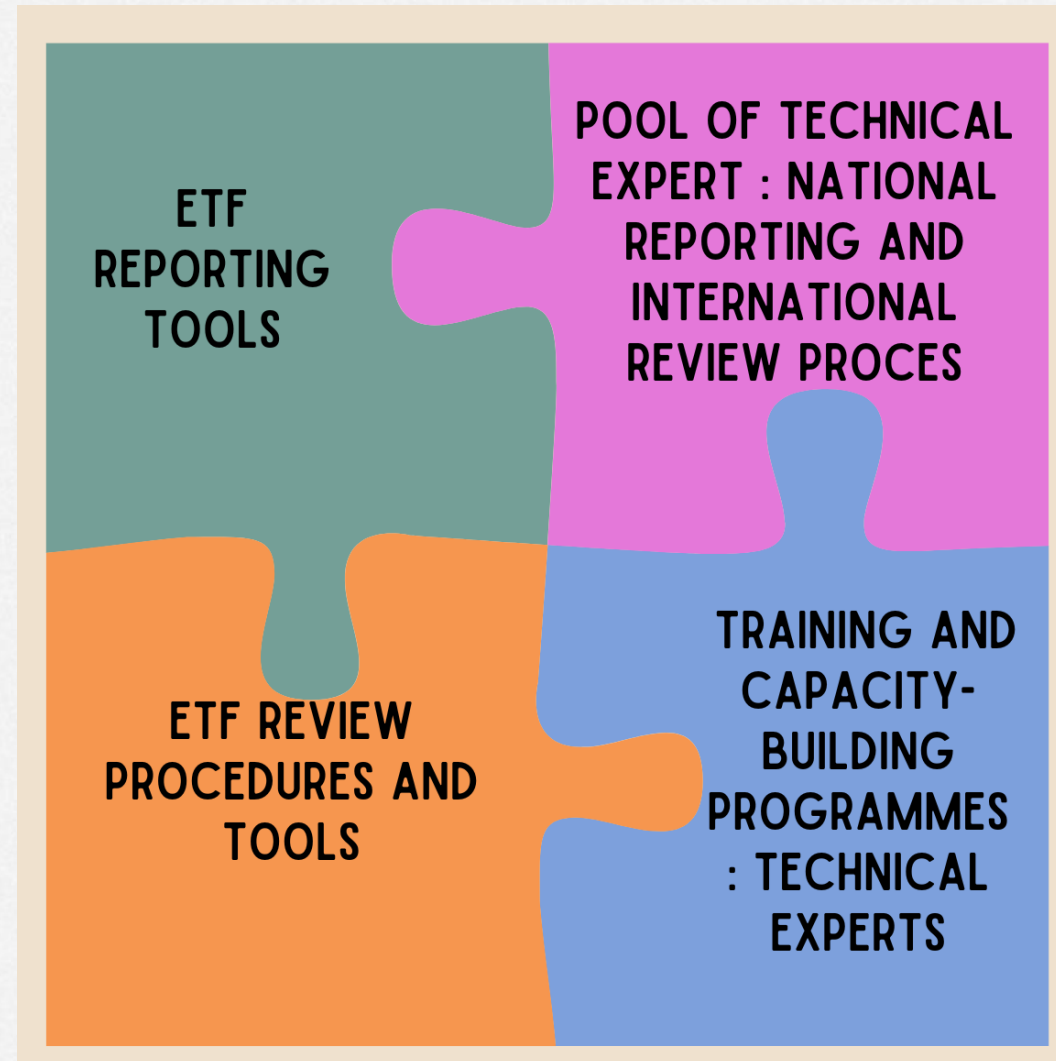 ETF
REPORTING
TOOLS
POOL OF TECHNICAL
EXPERT : NATIONAL
REPORTING AND
INTERNATIONAL
REVIEW PROCES
ETF REVIEW
PROCEDURES AND
TOOLS
TRAINING AND
CAPACITY-
BUILDING
PROGRAMMES
: TECHNICAL
EXPERTS